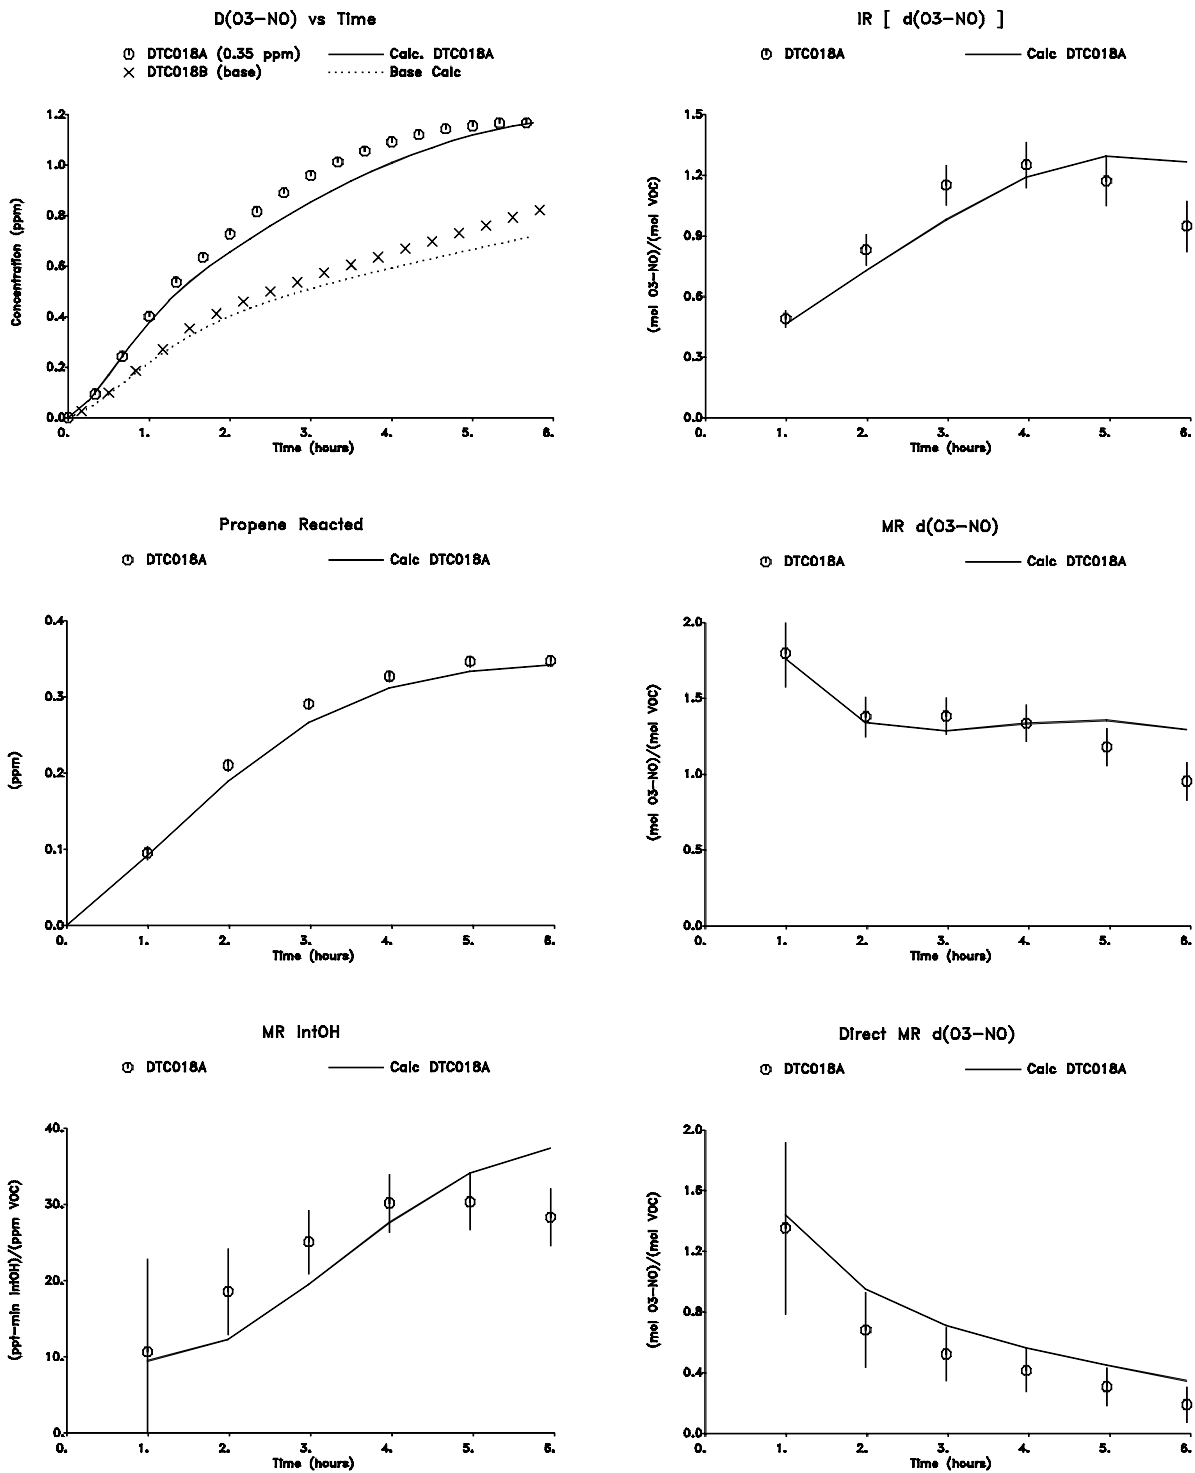 D(O3-NO) vs Time
DTC018A (0.35 ppm) Calc. DTC018A
DTC018B (base) Base Calc
1.2
1.0
0.8
0.6
0.4
0.2
0.0
Concentration (ppm)
0. 1. 2. 3. 4. 5. 6.
Time (hours)
IR [ d(O3-NO) ]
DTC018A Calc DTC018A
1.5
1.2
0.9
0.6
0.3
0.0
(mol O3-NO)/(mol VOC)
0. 1. 2. 3. 4. 5. 6.
Time (hours)
Propene Reacted
DTC018A Calc DTC018A
0.4
0.3
0.2
0.1
0.0
(ppm)
0. 1. 2. 3. 4. 5. 6.
Time (hours)
MR d(O3-NO)
DTC018A Calc DTC018A
2.0
1.5
1.0
0.5
0.0
(mol O3-NO)/(mol VOC)
0. 1. 2. 3. 4. 5. 6.
Time (hours)
MR IntOH
DTC018A Calc DTC018A
40.
30.
20.
10.
0.
(ppt-min IntOH)/(ppm VOC)
0. 1. 2. 3. 4. 5. 6.
Time (hours)
Direct MR d(O3-NO)
DTC018A Calc DTC018A
2.0
1.6
1.2
0.8
0.4
0.0
(mol O3-NO)/(mol VOC)
0. 1. 2. 3. 4. 5. 6.
Time (hours)